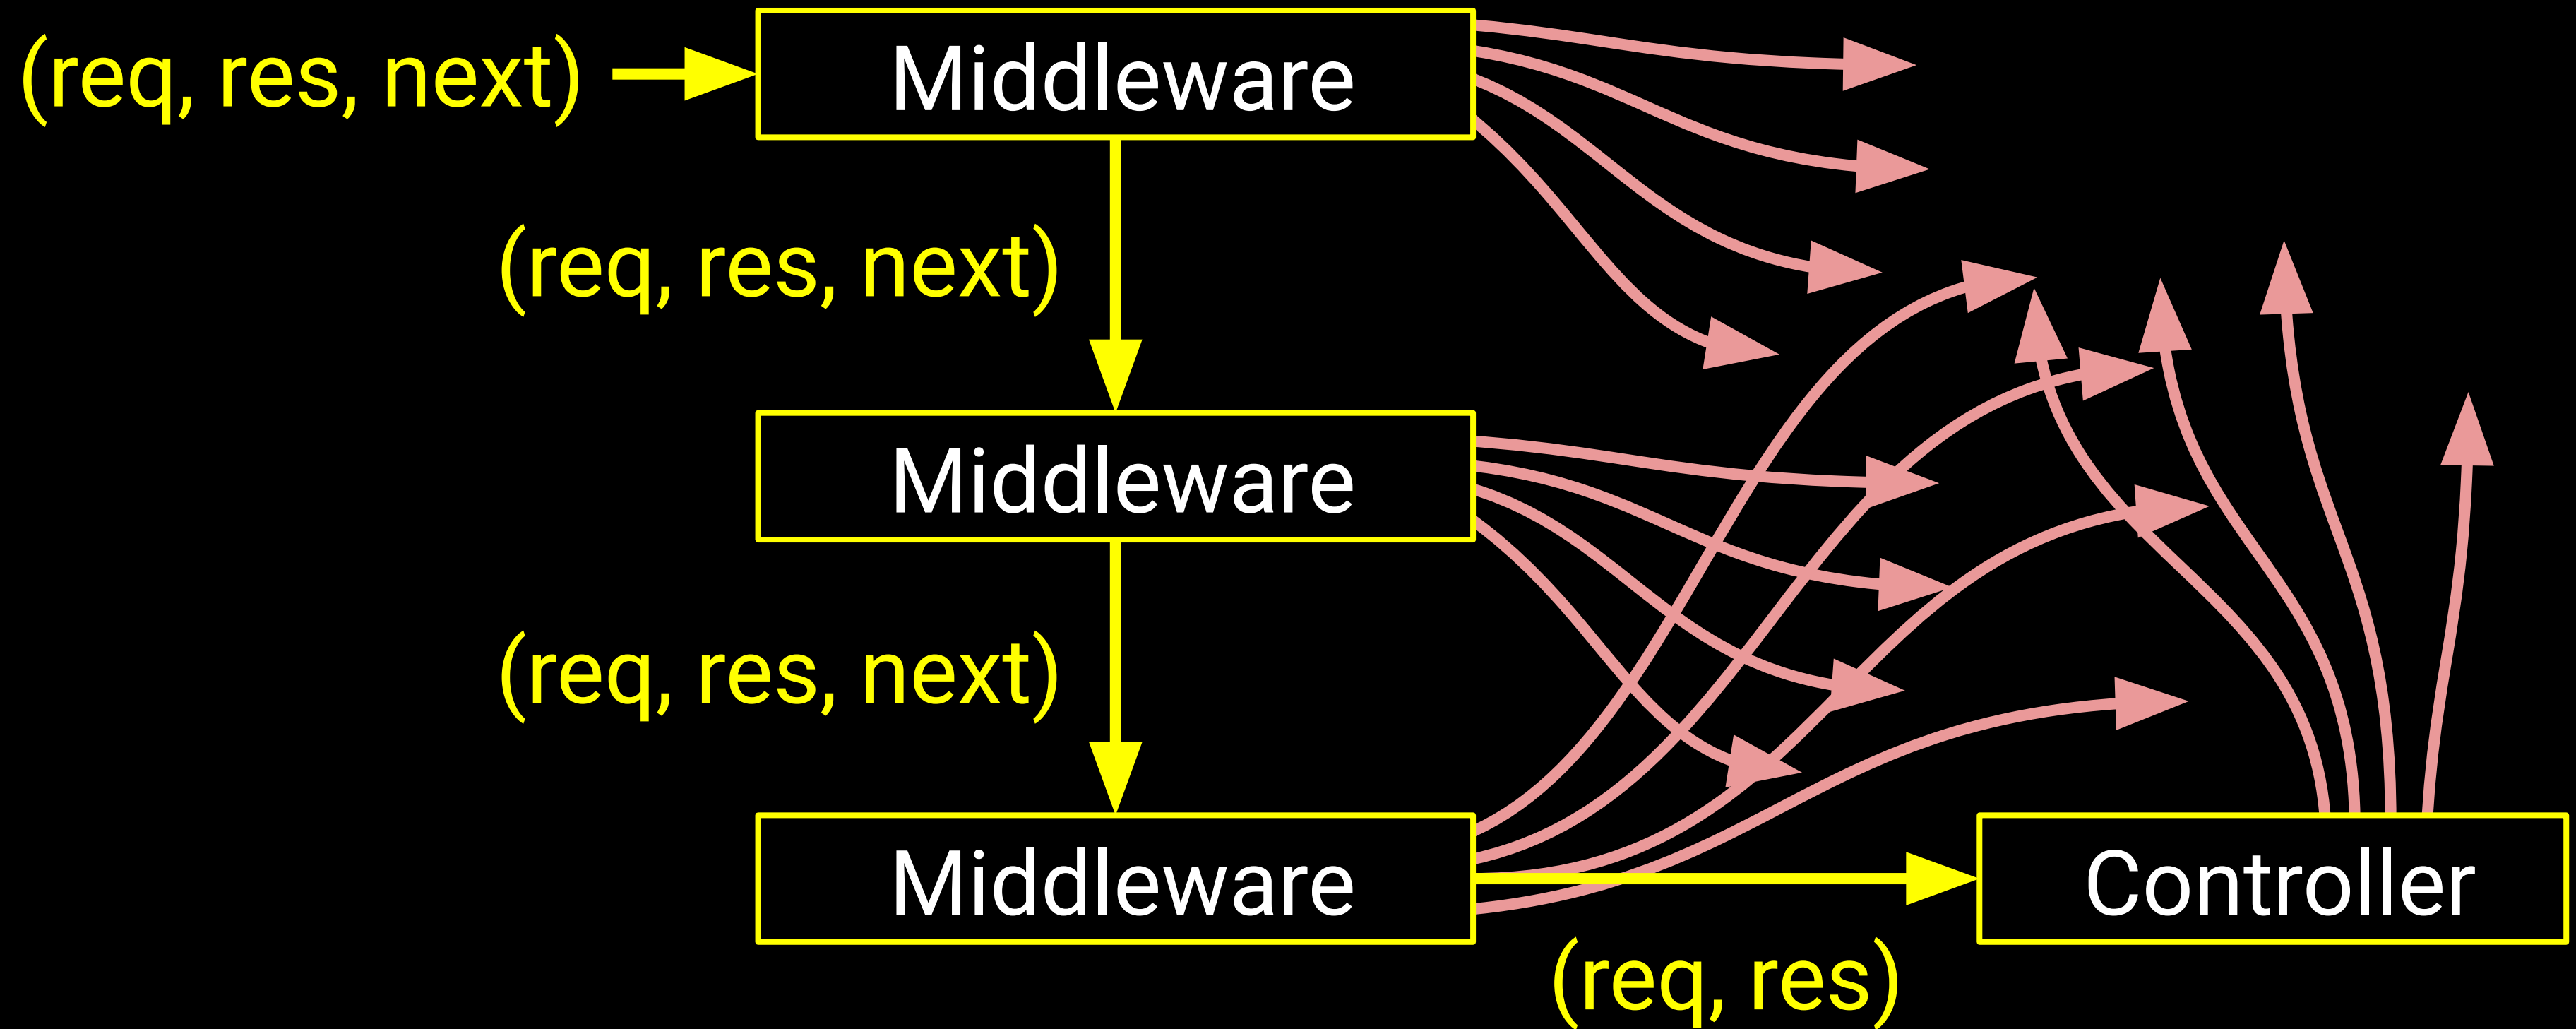 (req, res, next)
Middleware
(req, res, next)
Middleware
(req, res, next)
Middleware
Controller
(req, res)